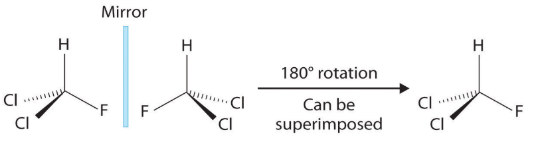 Mirror
H
Cl
Cl
F
H
F
Cl
Cl
180° rotation
Can be
superimposed
H
Cl
Cl
F